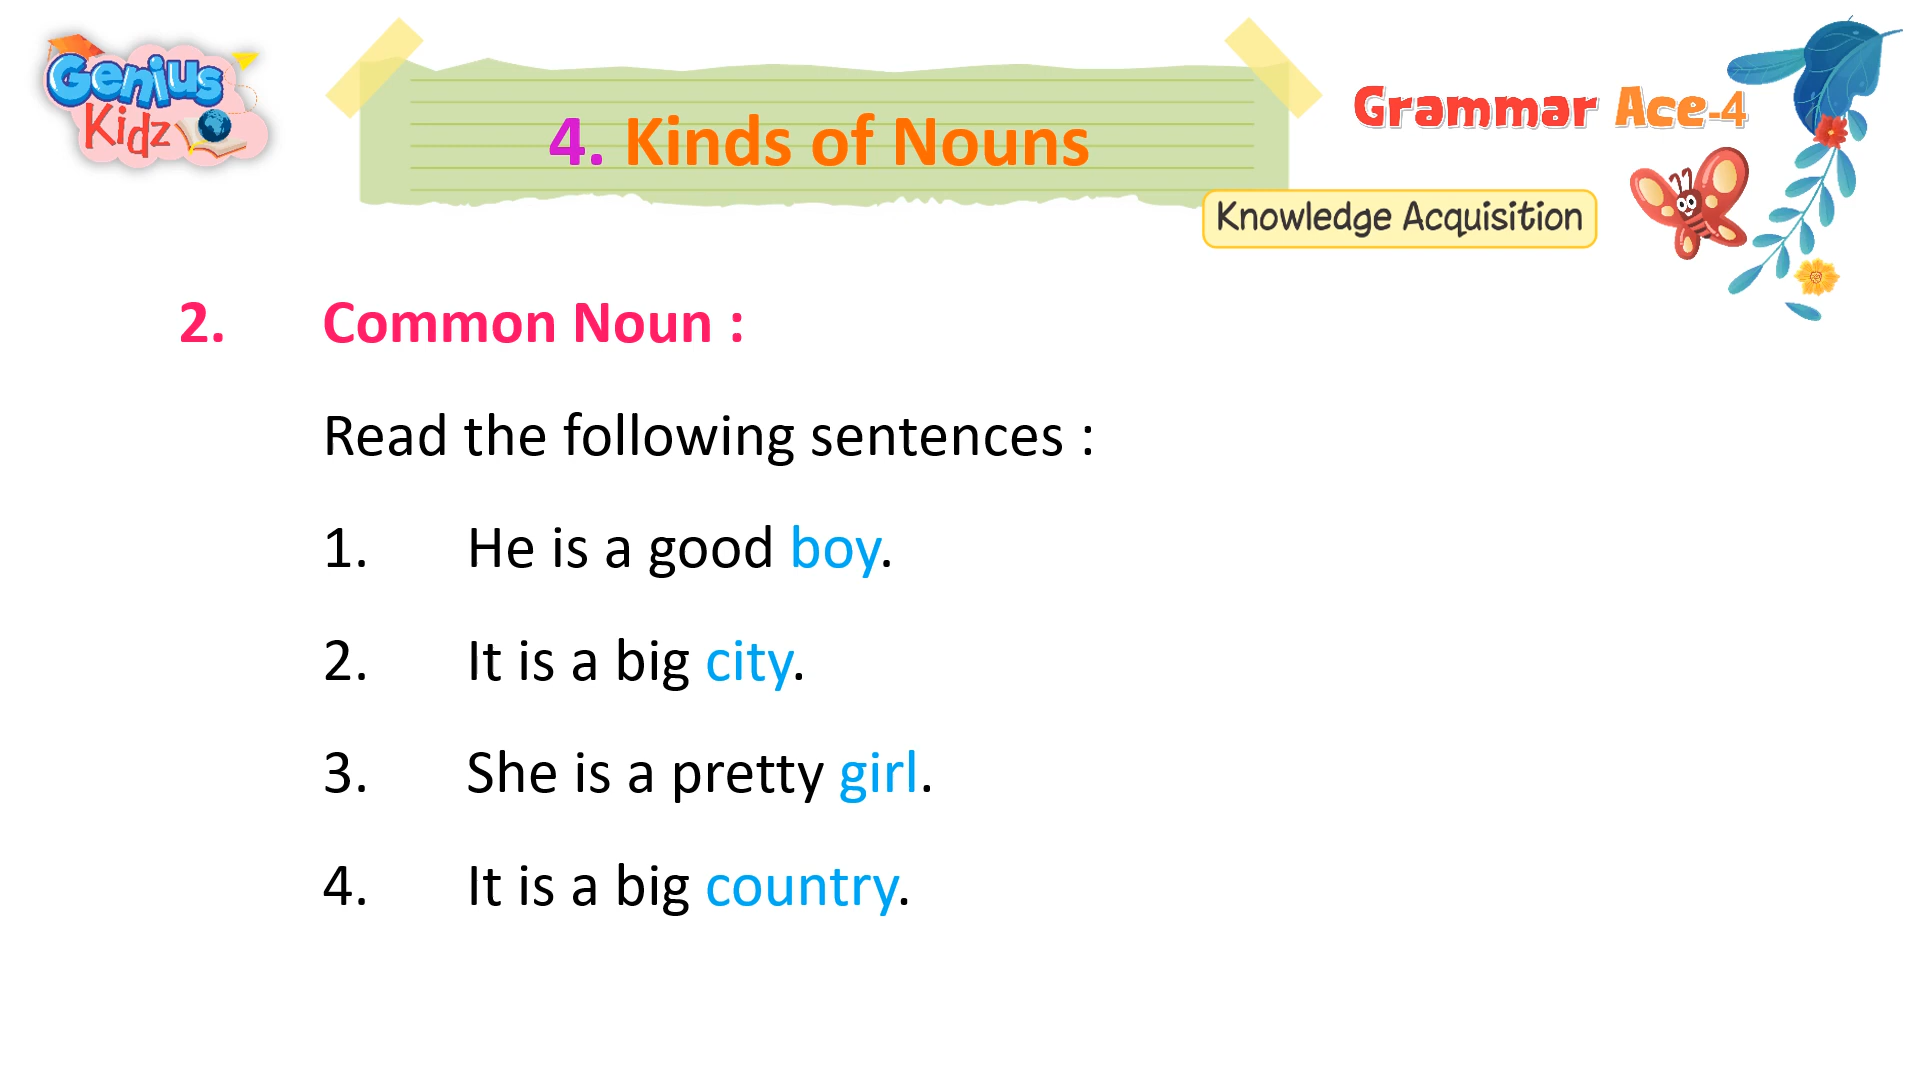 Genius
Kidz
4. Kinds of Nouns
Grammar Ace-4
Knowledge Acquisition
2. Common Noun :
Read the following sentences :
1. He is a good boy.
2. It is a big city.
3. She is a pretty girl.
4. It is a big country.